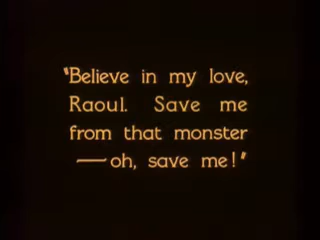 "Believe in my love,
Raoul. Save me
from that monster
—oh, save me!"